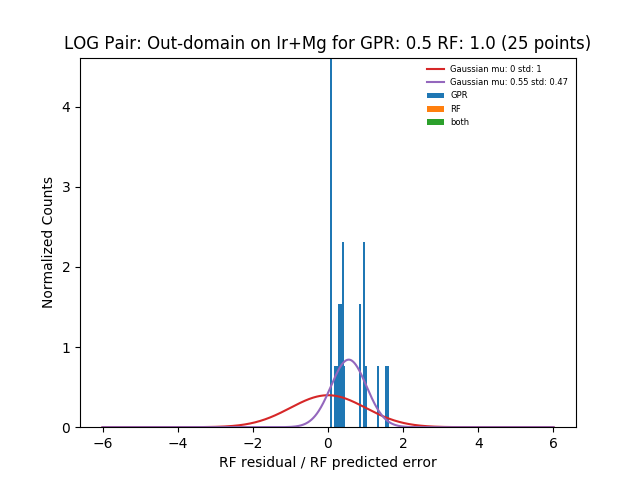 LOG Pair: Out-domain on Ir+Mg for GPR: 0.5 RF: 1.0 (25 points)
Gaussian mu: 0 std: 1
Gaussian mu: 0.55 std: 0.47
GPR
RF
both
Normalized Counts
4
3
2
1
0
−6 −4 −2 0 2 4 6
RF residual / RF predicted error